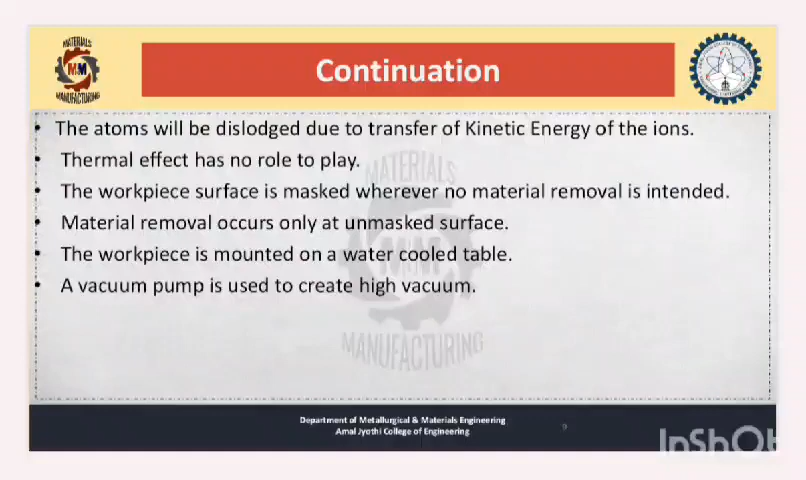 MATERIALS
MM
MANUFACTURING
Continuation
• The atoms will be dislodged due to transfer of Kinetic Energy of the ions.
• Thermal effect has no role to play.
• The workpiece surface is masked wherever no material removal is intended.
• Material removal occurs only at unmasked surface.
• The workpiece is mounted on a water cooled table.
• A vacuum pump is used to create high vacuum.
MATERIALS
MM
MANUFACTURING
Department of Metallurgical & Materials Engineering
Amal Jyothi College of Engineering
9
InShOt